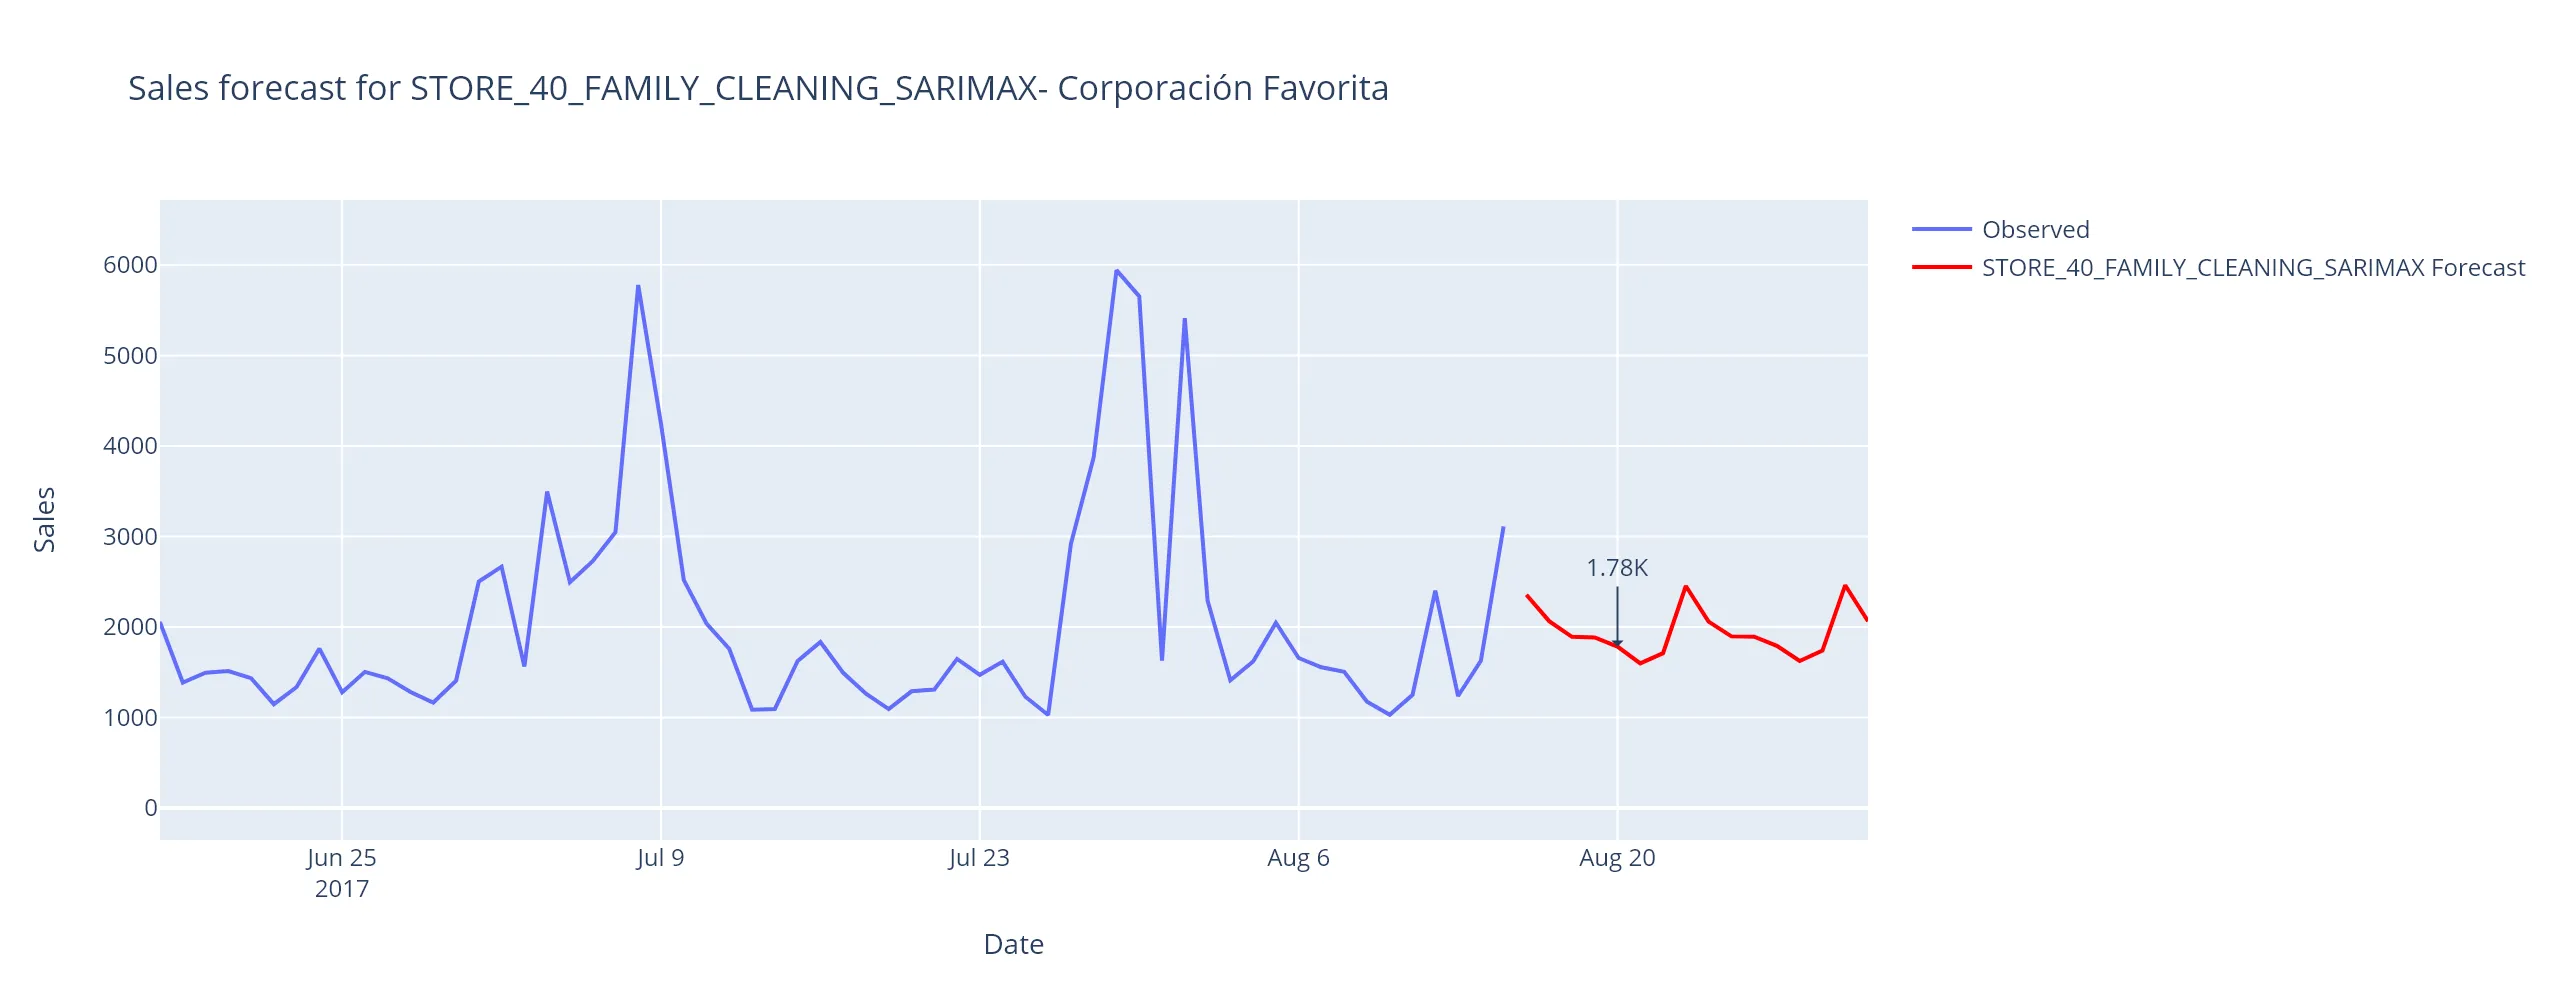 Sales forecast for STORE_40_FAMILY_CLEANING_SARIMAX- Corporación Favorita
Observed
STORE_40_FAMILY_CLEANING_SARIMAX Forecast
6000
5000
4000
3000
2000
1000
0
Sales
1.78K
Jun 25
2017
Jul 9
Jul 23
Aug 6
Aug 20
Date